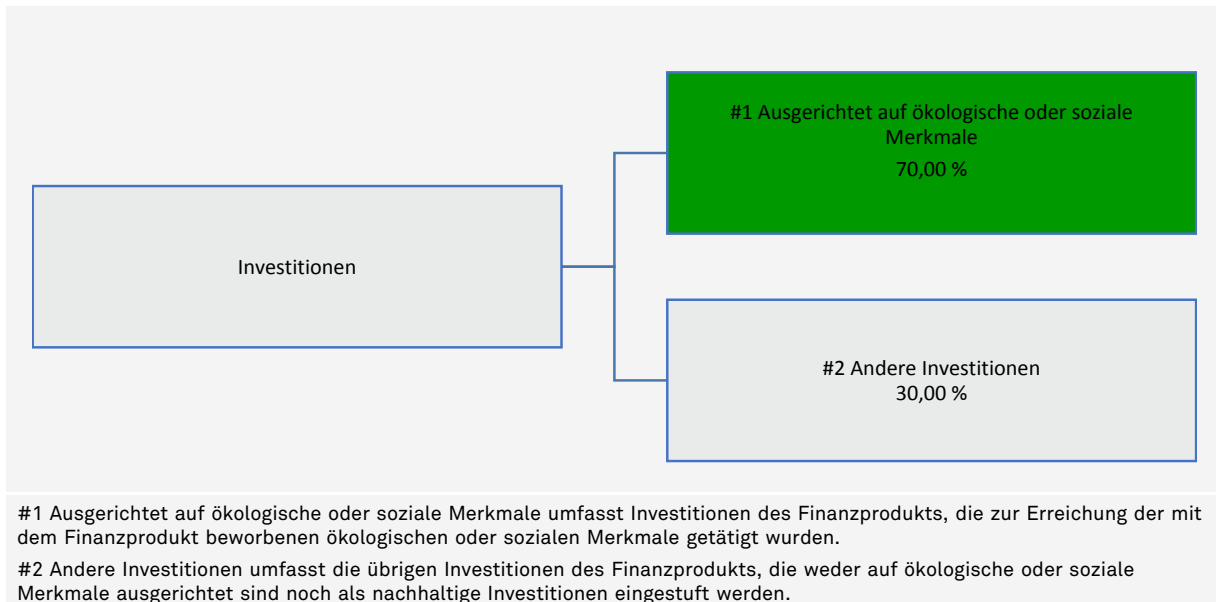 #1 Ausgerichtet auf ökologische oder soziale
Merkmale
70,00 %
Investitionen
#2 Andere Investitionen
30,00 %
#1 Ausgerichtet auf ökologische oder soziale Merkmale umfasst Investitionen des Finanzprodukts, die zur Erreichung der mit
dem Finanzprodukt beworbenen ökologischen oder sozialen Merkmale getätigt wurden.
#2 Andere Investitionen umfasst die übrigen Investitionen des Finanzprodukts, die weder auf ökologische oder soziale
Merkmale ausgerichtet sind noch als nachhaltige Investitionen eingestuft werden.